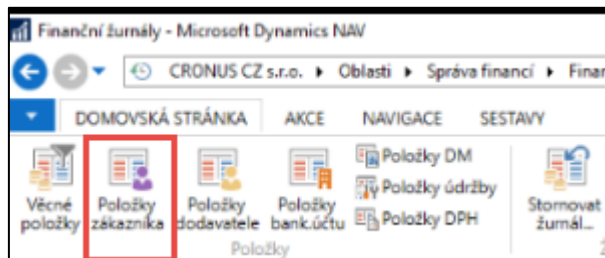 Finanční žurnály - Microsoft Dynamics NAV
CRONUS CZ s.r.o. Oblasti Správa financí Finan
DOMOVSKÁ STRÁNKA AKCE NAVIGACE SESTAVY
Věcné položky
Položky zákazníka
Položky dodavatele
Položky bank.účtu
Položky DM
Položky údržby
Položky DPH
Stornovat žurnál...
Položky